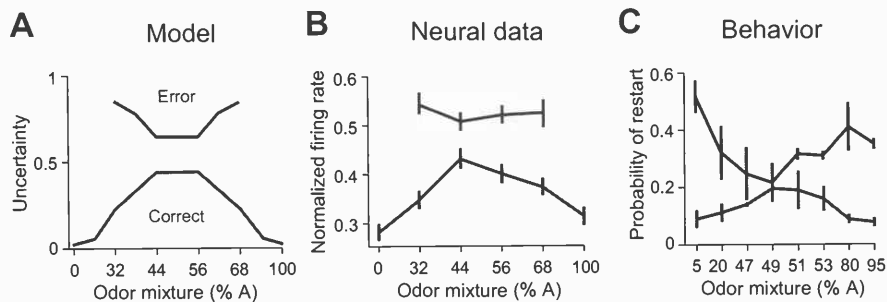 A
Model
Uncertainty
1
0.5
0
Error
Correct
0
32
44
56
68
100
Odor mixture (% A)
B
Neural data
Normalized firing rate
0.6
0.5
0.4
0.3
0
32
44
56
68
100
Odor mixture (% A)
C
Behavior
Probability of restart
0.6
0.4
0.2
0
5
20
47
49
51
53
80
95
Odor mixture (% A)